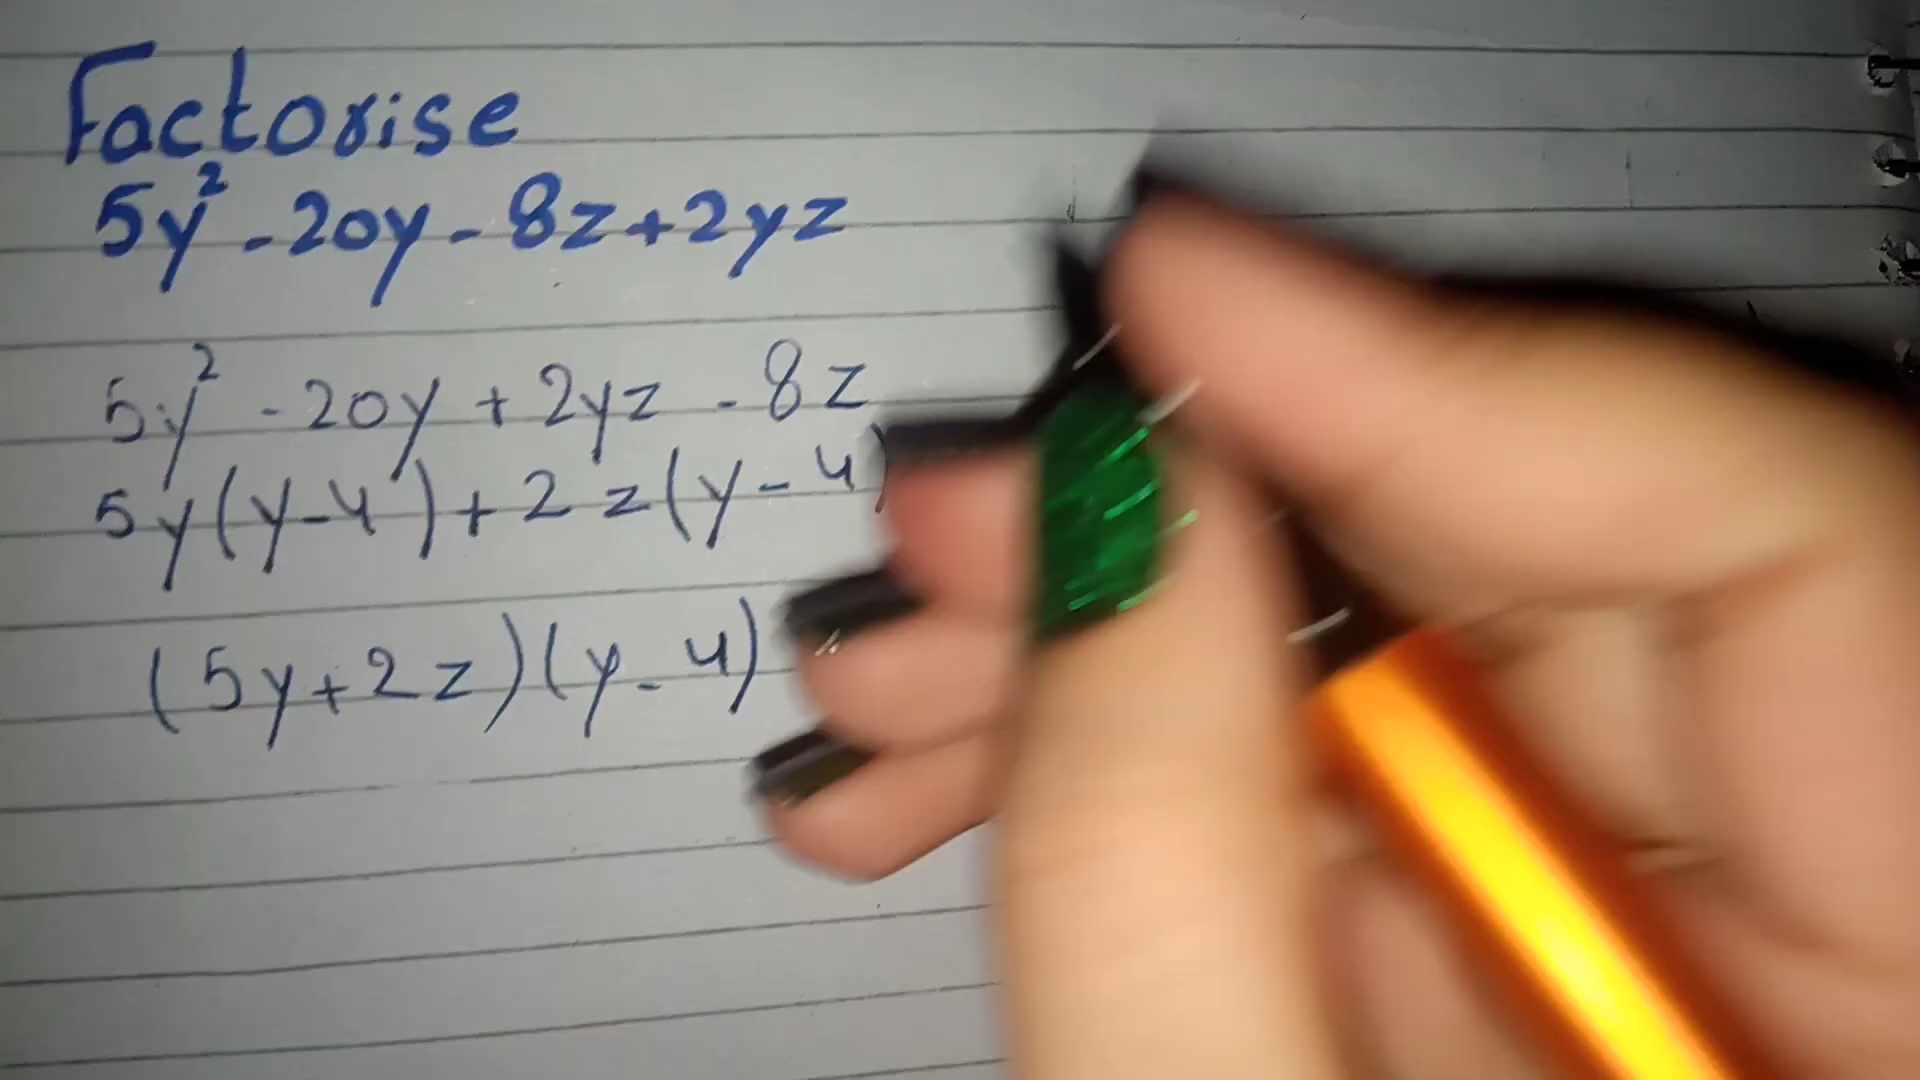 Factorise
5y² - 20y - 8z + 2yz
5y² - 20y + 2yz - 8z
5y(y-4) + 2z(y-4)
(5y+2z)(y-4)